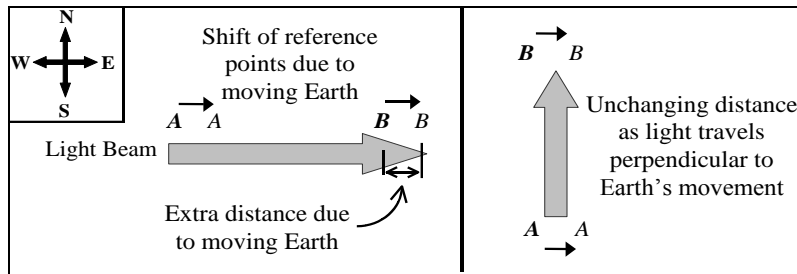 N
W E
S
Shift of reference
points due to
moving Earth
A A
B B
Light Beam
Extra distance due
to moving Earth
B B
Unchanging distance
as light travels
perpendicular to
Earth's movement
A A